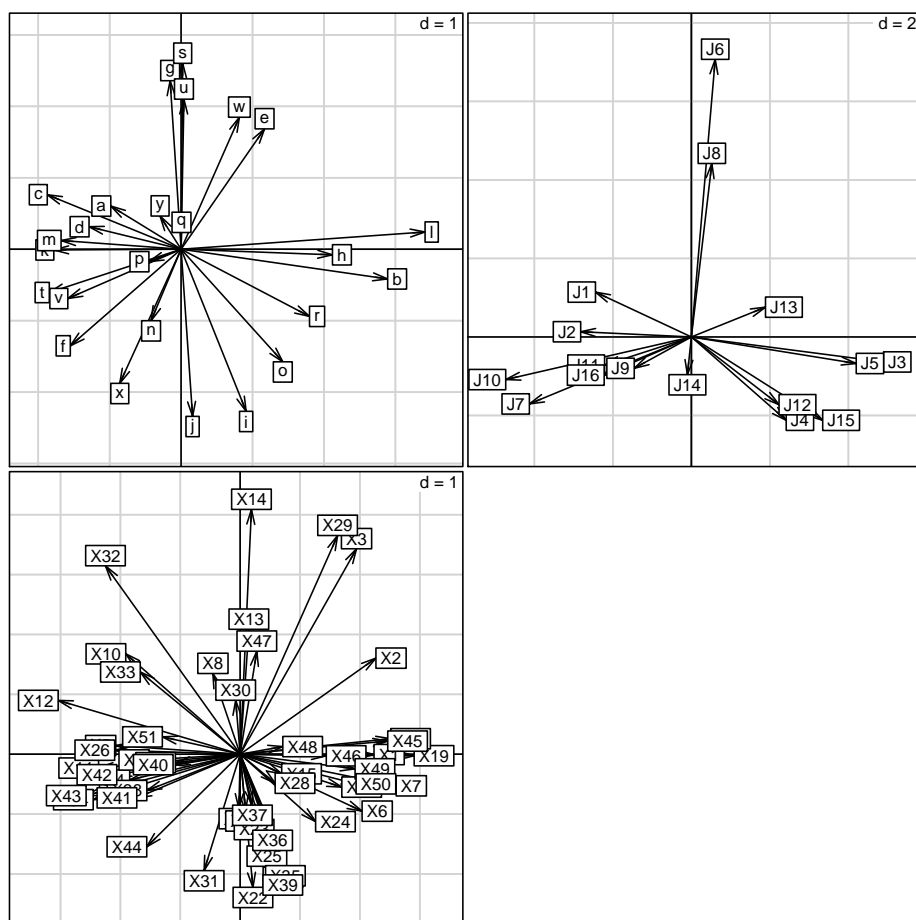 d = 1
s
g
u
w
e
c
a
y
d
q
l
m
h
p
b
t
v
r
n
f
o
x
j
i
d = 2
J6
J8
J1
J13
J2
J5
J3
J9
J16
J10
J14
J7
J12
J4
J15
d = 1
X14
X29
X3
X32
X13
X47
X10
X8
X2
X33
X30
X12
X51
X45
X48
X26
X46
X19
X40
X49
X42
X28
X50
X7
X43
X41
X6
X37
X24
X36
X44
X25
X31
X39
X22